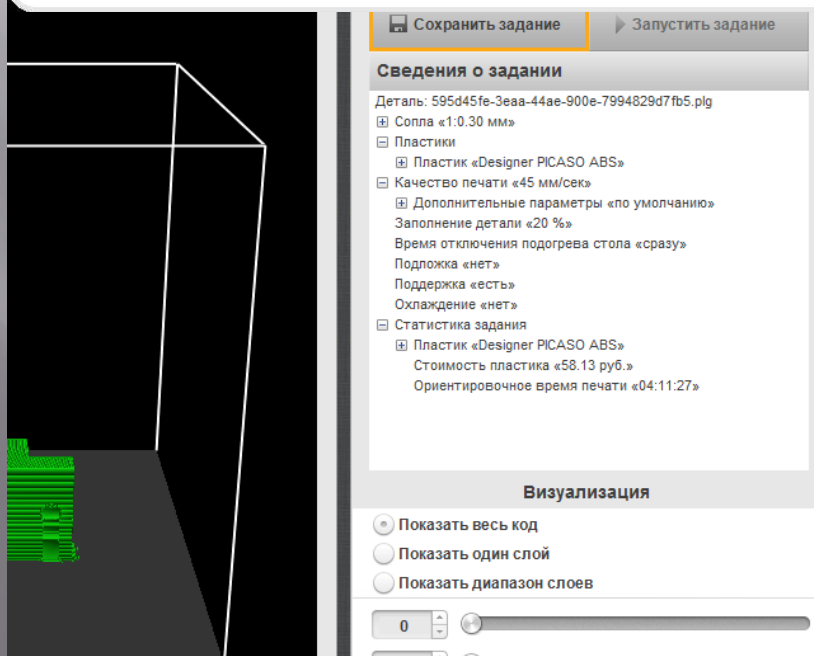 Сохранить задание
Запустить задание
Сведения о задании
Деталь: 595d45fe-3eaa-44ae-900e-7994829d7fb5.plg
Сопла «1:0.30 мм»
Пластики
Пластик «Designer PICASO ABS»
Качество печати «45 мм/сек»
Дополнительные параметры «по умолчанию»
Заполнение детали «20 %»
Время отключения подогрева стола «сразу»
Подложка «нет»
Поддержка «есть»
Охлаждение «нет»
Статистика задания
Пластик «Designer PICASO ABS»
Стоимость пластика «58.13 руб.»
Ориентировочное время печати «04:11:27»
Визуализация
Показать весь код
Показать один слой
Показать диапазон слоев
0